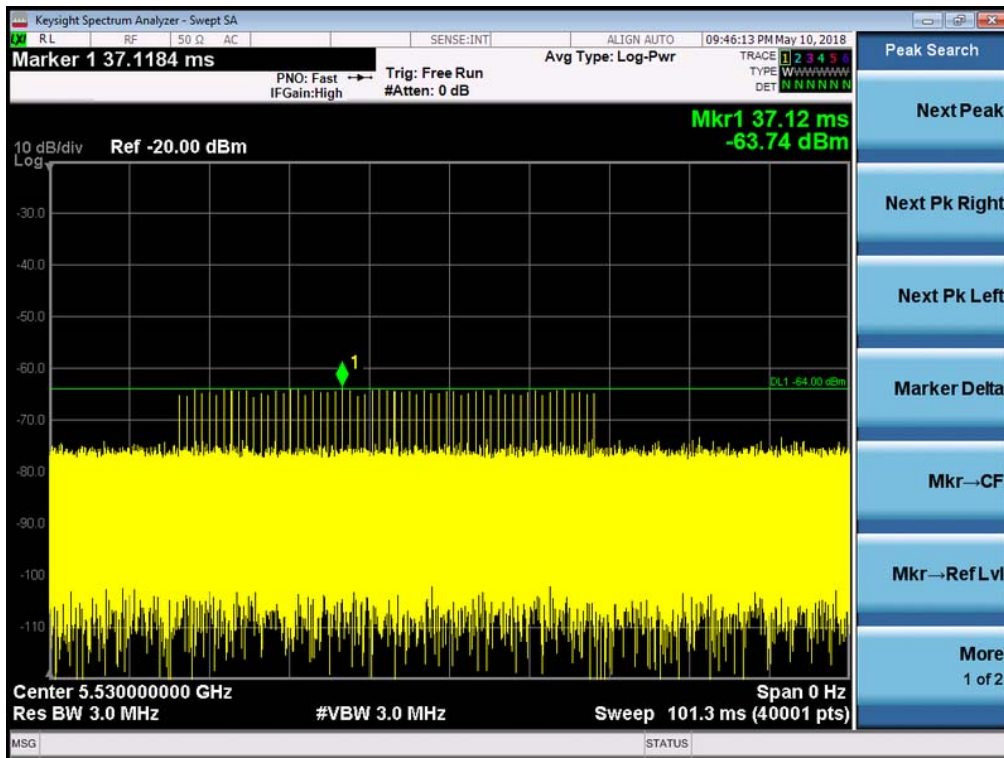 Keysight Spectrum Analyzer - Swept SA
LXI RL RF 50 Ω AC SENSE:INT ALIGN AUTO 09:46:13 PM May 10, 2018
Marker 1 37.1184 ms
PNO: Fast
IFGain:High
Trig: Free Run
#Atten: 0 dB
Avg Type: Log-Pwr
TRACE 1 2 3 4 5 6
TYPE W
DET N N N N N N
Peak Search
Mkr1 37.12 ms
-63.74 dBm
10 dB/div Ref -20.00 dBm
Log
-30.0
-40.0
-50.0
-60.0
-70.0
-80.0
-90.0
-100
-110
1
DL1 -64.00 dBm
Center 5.530000000 GHz
Span 0 Hz
Res BW 3.0 MHz
#VBW 3.0 MHz
Sweep 101.3 ms (40001 pts)
MSG
STATUS
Next Peak
Next Pk Right
Next Pk Left
Marker Delta
Mkr→CF
Mkr→Ref Lvl
More
1 of 2